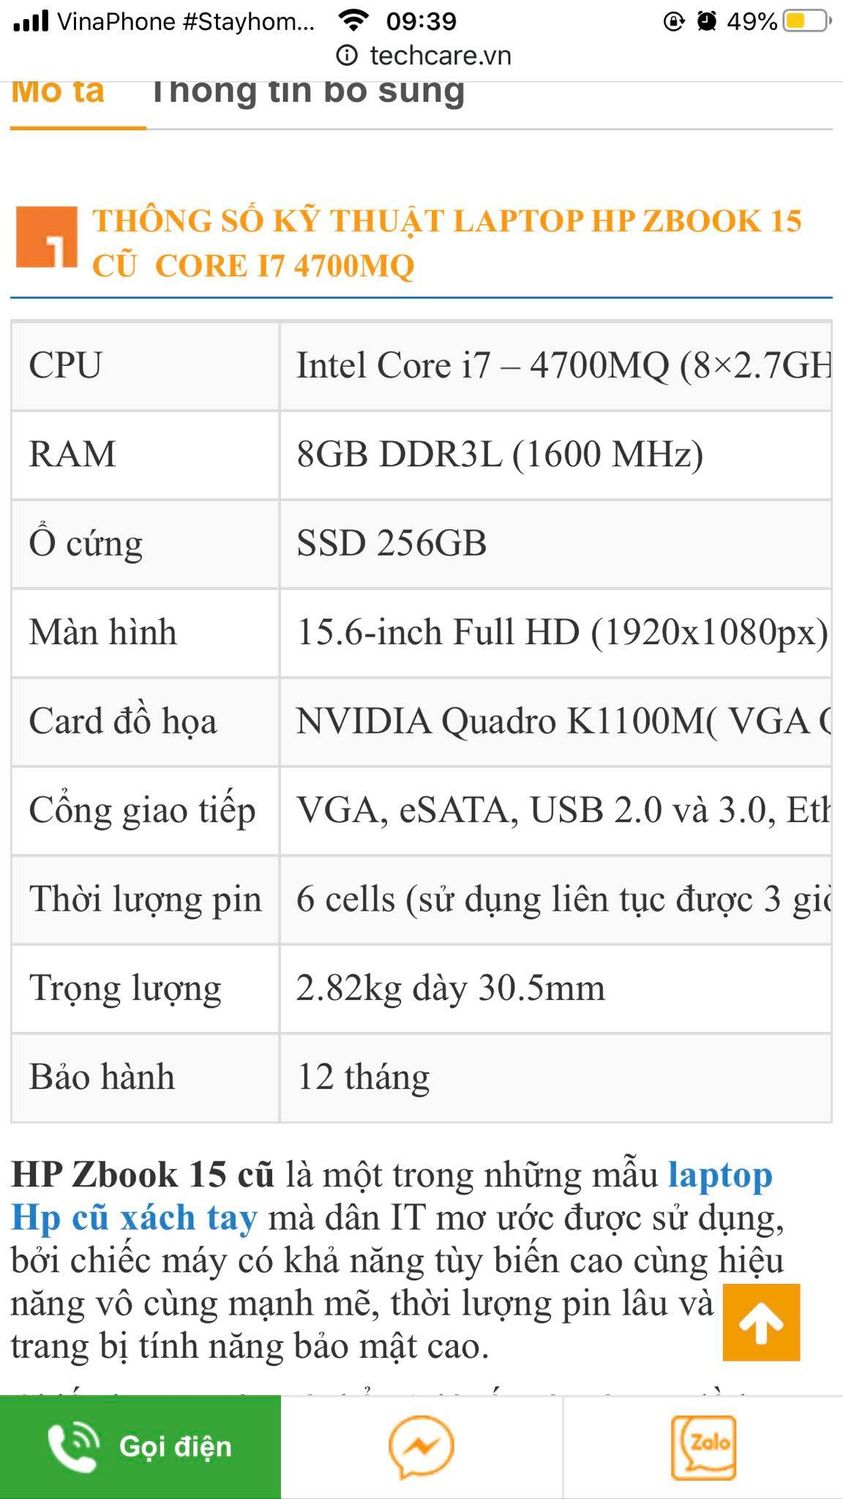 VinaPhone #Stayhom... 09:39 49%
techcare.vn
Mô tả Thông tin bổ sung
1 THÔNG SỐ KỸ THUẬT LAPTOP HP ZBOOK 15
CŨ CORE I7 4700MQ
CPU Intel Core i7 – 4700MQ (8×2.7GH
RAM 8GB DDR3L (1600 MHz)
Ổ cứng SSD 256GB
Màn hình 15.6-inch Full HD (1920x1080px)
Card đồ họa NVIDIA Quadro K1100M( VGA
Cổng giao tiếp VGA, eSATA, USB 2.0 và 3.0, Eth
Thời lượng pin 6 cells (sử dụng liên tục được 3 giờ
Trọng lượng 2.82kg dày 30.5mm
Bảo hành 12 tháng
HP Zbook 15 cũ là một trong những mẫu laptop
Hp cũ xách tay mà dân IT mơ ước được sử dụng,
bởi chiếc máy có khả năng tùy biến cao cùng hiệu
năng vô cùng mạnh mẽ, thời lượng pin lâu và
trang bị tính năng bảo mật cao.
Gọi điện
Zalo